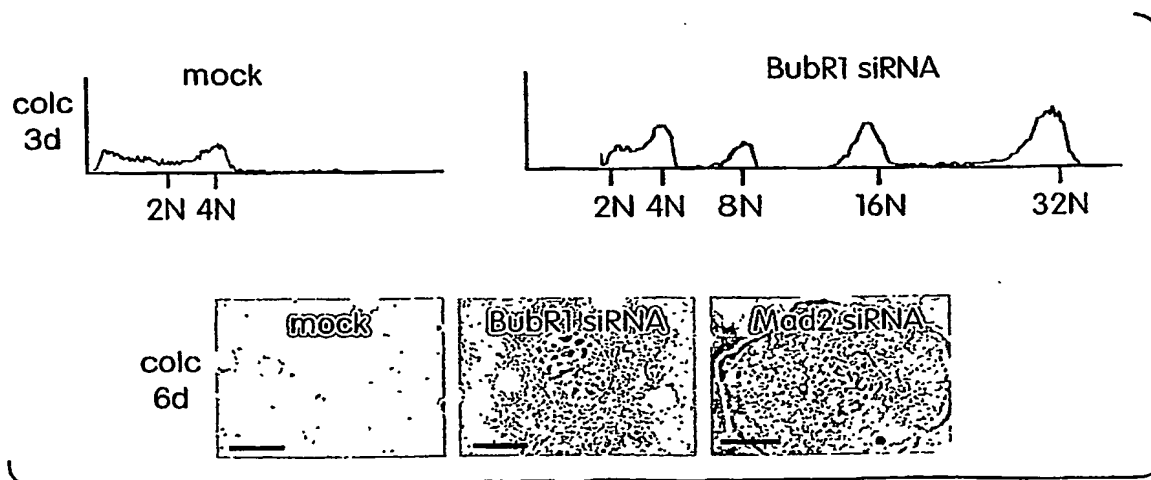 mock
BubR1 siRNA
colc
3d
2N 4N
2N 4N 8N 16N 32N
mock
BubR1 siRNA
Mad2 siRNA
colc
6d